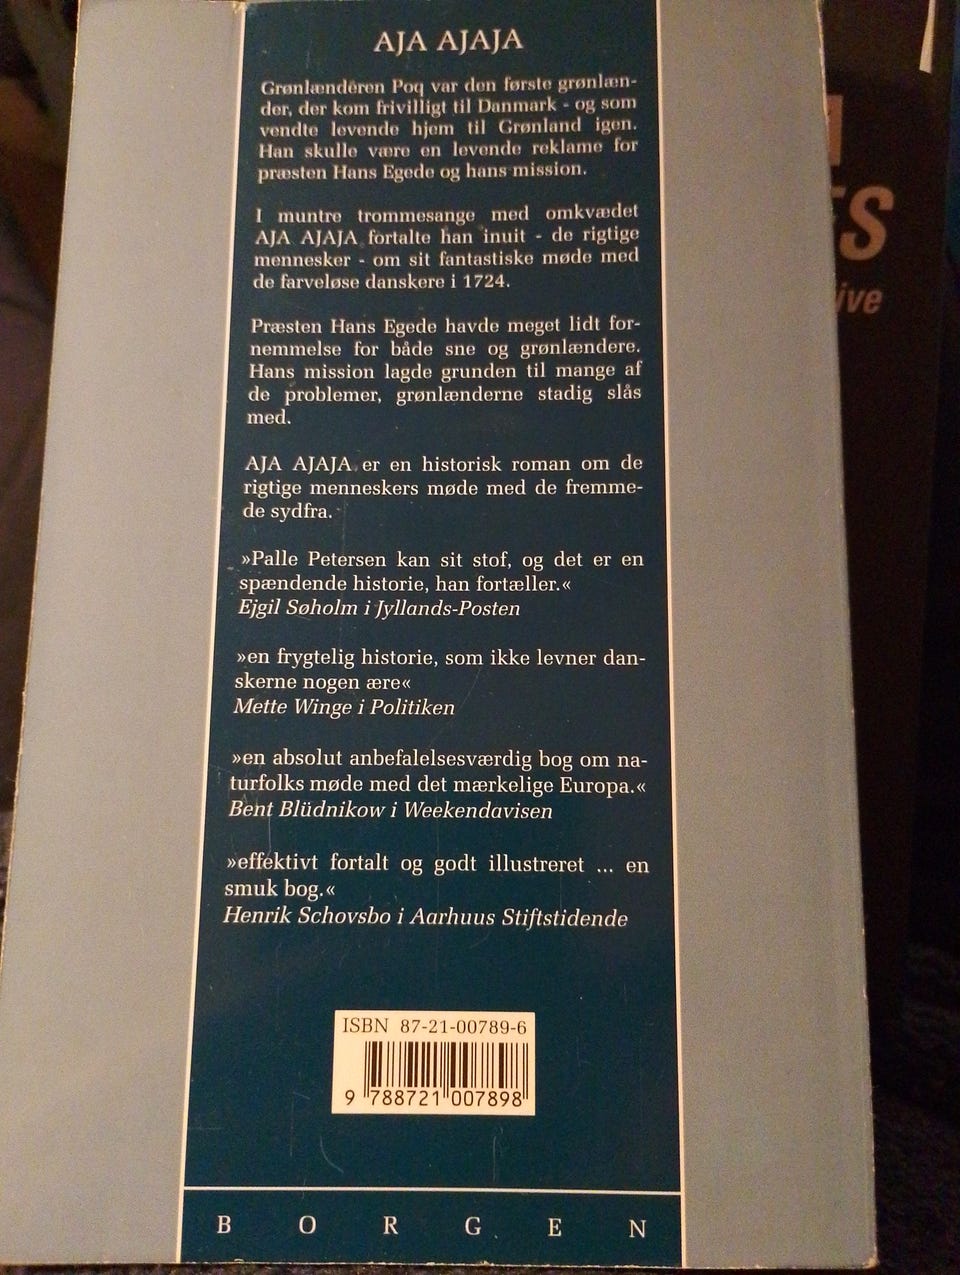 AJA AJAJA
Grønlænderen Poq var den første grønlæn-
der, der kom frivilligt til Danmark - og som
vendte levende hjem til Grønland igen.
Han skulle være en levende reklame for
præsten Hans Egede og hans mission.
I muntre trommesange med omkvædet
AJA AJAJA fortalte han inuit - de rigtige
mennesker - om sit fantastiske møde med
de farveløse danskere i 1724.
Præsten Hans Egede havde meget lidt for-
nemmelse for både sne og grønlændere.
Hans mission lagde grunden til mange af
de problemer, grønlænderne stadig slås
med.
AJA AJAJA er en historisk roman om de
rigtige menneskers møde med de fremme-
de sydfra.
»Palle Petersen kan sit stof, og det er en
spændende historie, han fortæller.«
Ejgil Søholm i Jyllands-Posten
»en frygtelig historie, som ikke levner dan-
skerne nogen ære«
Mette Winge i Politiken
»en absolut anbefalelsesværdig bog om na-
turfolks møde med det mærkelige Europa.«
Bent Blüdnikow i Weekendavisen
»effektivt fortalt og godt illustreret ... en
smuk bog.«
Henrik Schovsbo i Aarhuus Stiftstidende
ISBN 87-21-00789-6
9 788721 007898
BORGEN